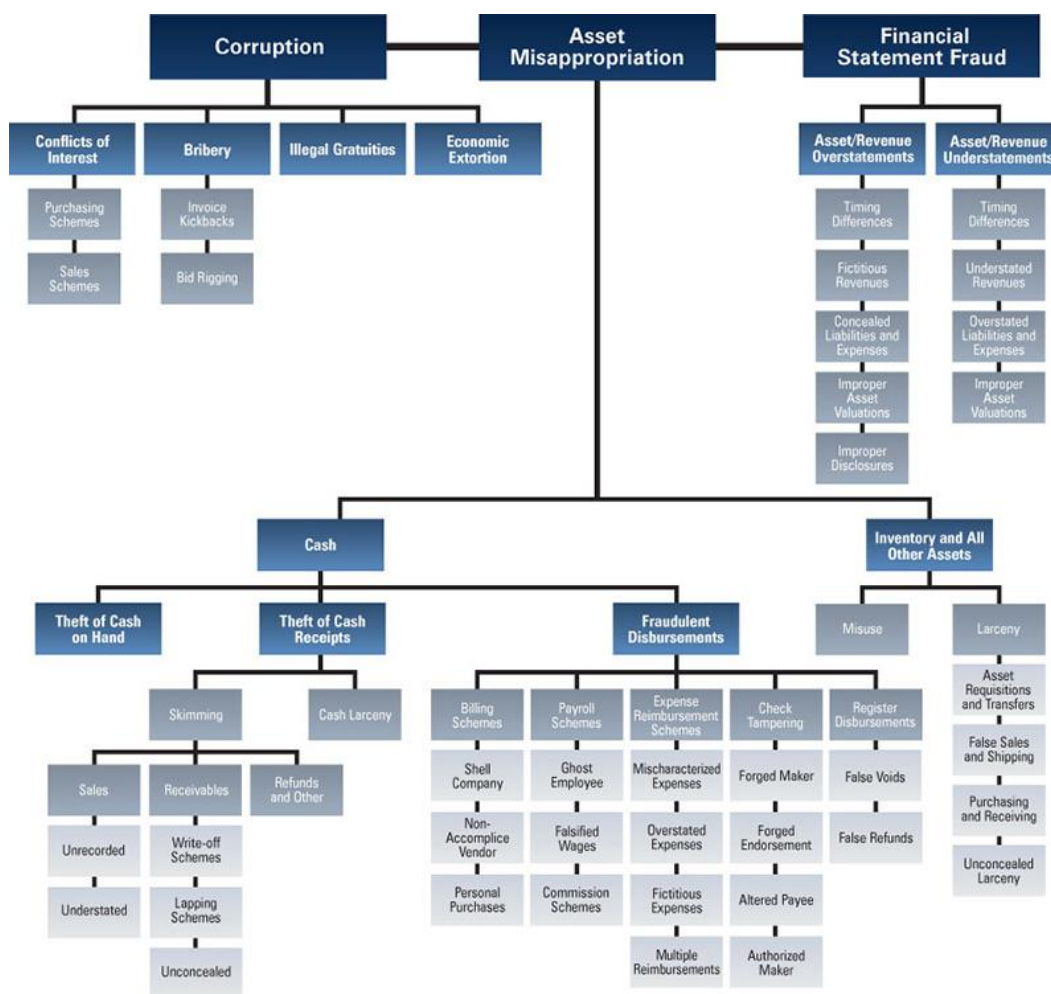 Corruption
Asset
Misappropriation
Financial
Statement Fraud
Conflicts of
Interest
Bribery
Illegal Gratuities
Economic
Extortion
Asset/Revenue
Overstatements
Asset/Revenue
Understatements
Purchasing
Schemes
Sales
Schemes
Invoice
Kickbacks
Bid Rigging
Timing
Differences
Fictitious
Revenues
Concealed
Liabilities and
Expenses
Improper
Asset
Valuations
Improper
Disclosures
Timing
Differences
Understated
Revenues
Overstated
Liabilities and
Expenses
Improper
Asset
Valuations
Cash
Inventory and All
Other Assets
Theft of Cash
on Hand
Theft of Cash
Receipts
Fraudulent
Disbursements
Misuse
Larceny
Asset
Requisitions
and Transfers
False Sales
and Shipping
Purchasing
and Receiving
Unconcealed
Larceny
Skimming
Cash Larceny
Sales
Unrecorded
Understated
Receivables
Write-off
Schemes
Lapping
Schemes
Unconcealed
Refunds
and Other
Billing
Schemes
Shell
Company
Non-
Accomplice
Vendor
Personal
Purchases
Payroll
Schemes
Ghost
Employee
Falsified
Wages
Commission
Schemes
Expense
Reimbursement
Schemes
Mischaracterized
Expenses
Overstated
Expenses
Fictitious
Expenses
Multiple
Reimbursements
Check
Tampering
Forged Maker
Forged
Endorsement
Altered Payee
Authorized
Maker
Register
Disbursements
False Voids
False Refunds